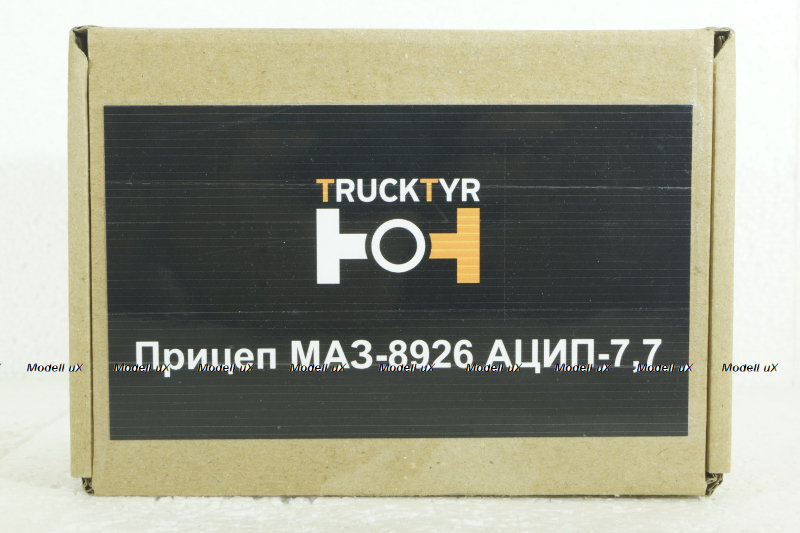 TRUCKTYR
Прицеп МАЗ-8926 АЦИП-7,7
Modell uX Modell uX Modell uX Modell uX Modell uX Modell uX Modell uX Modell uX Modell uX